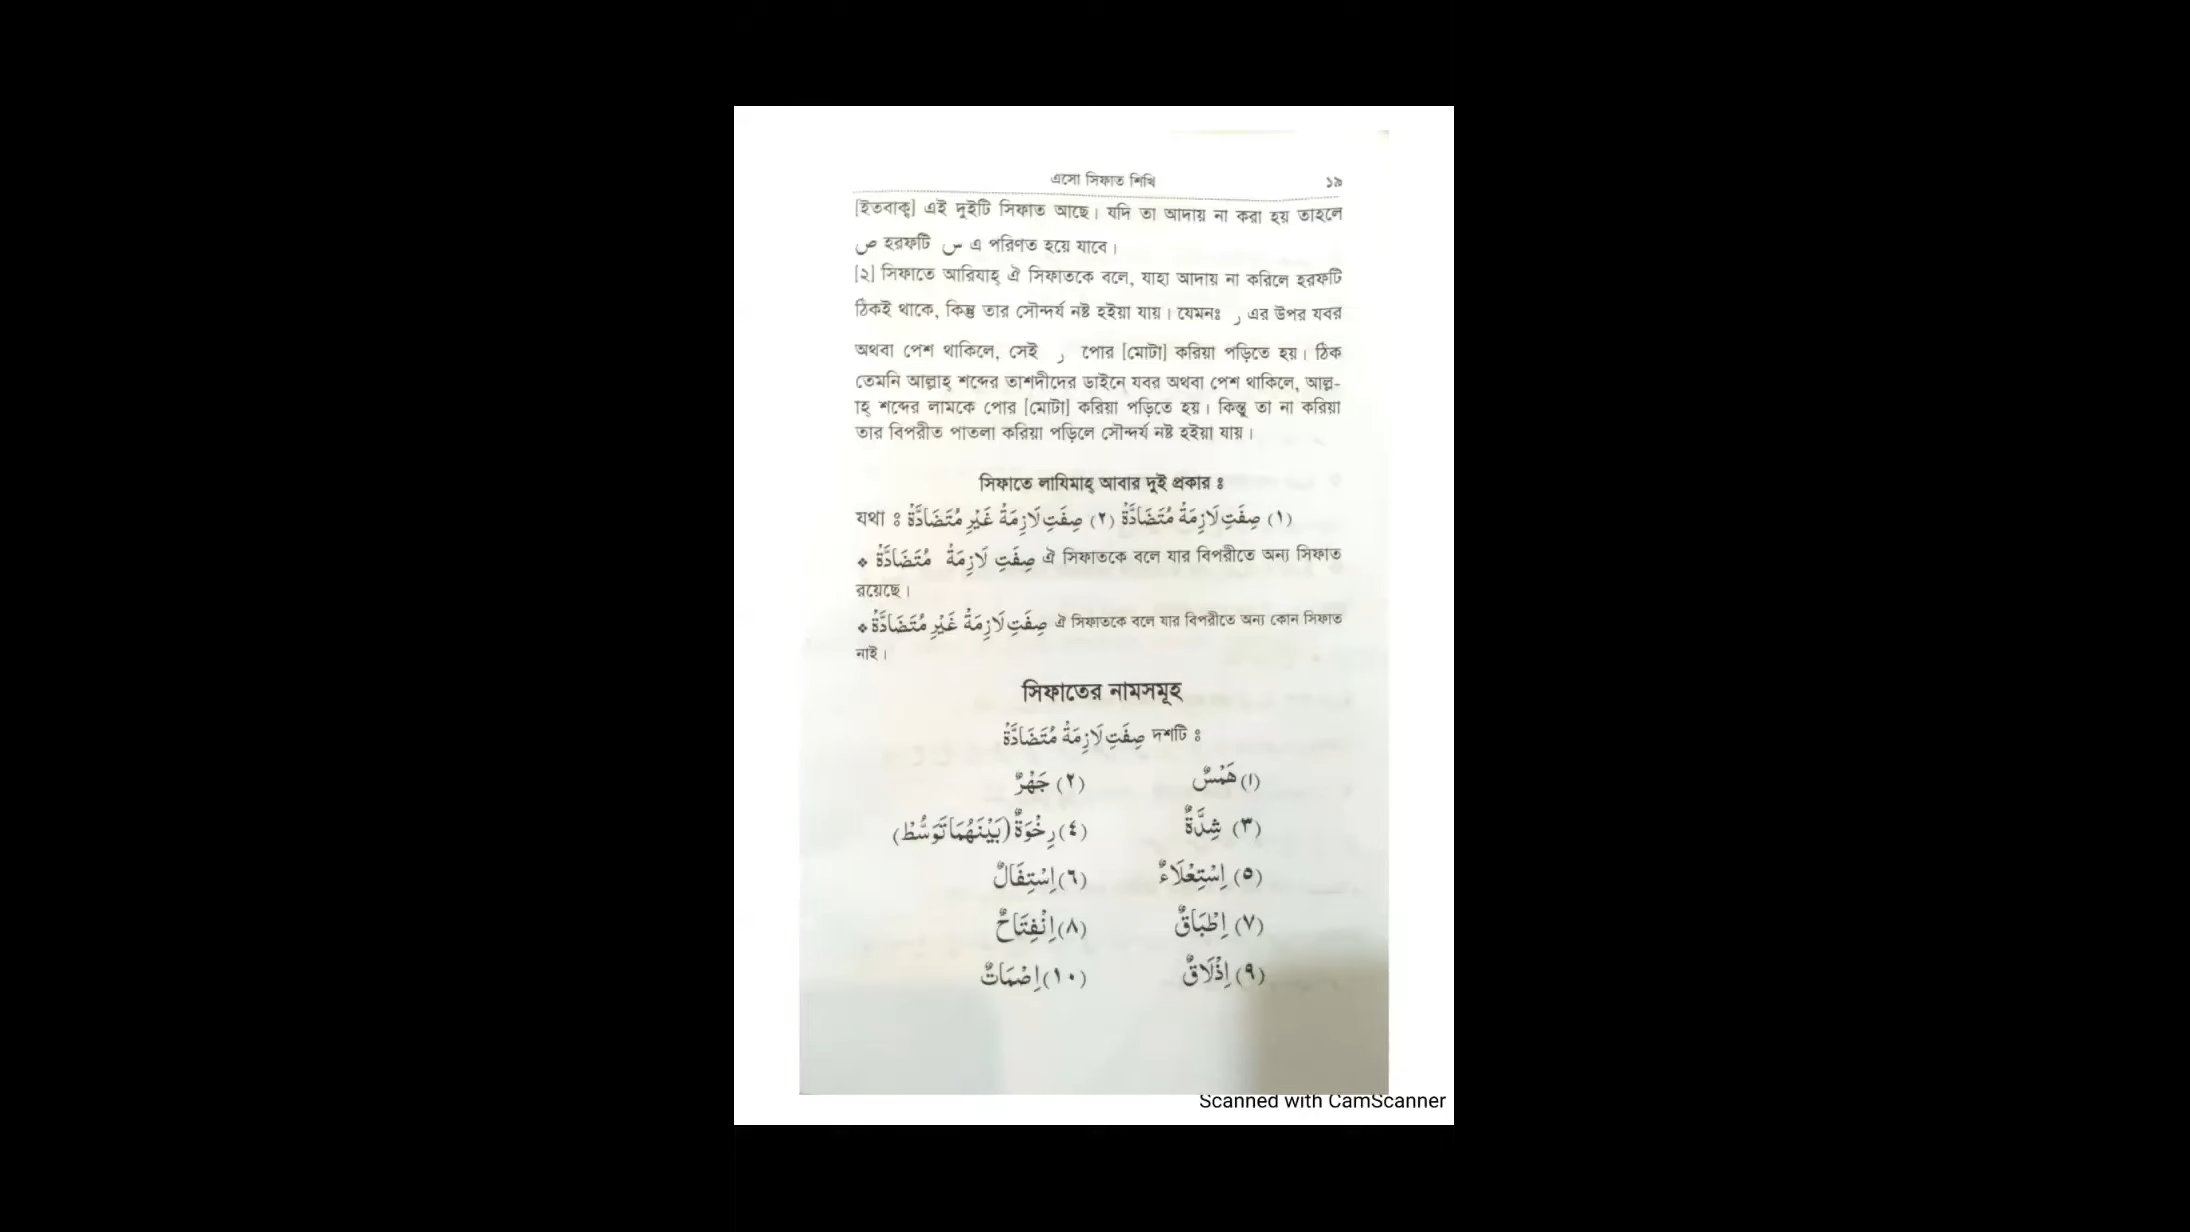 এসো সিফাত শিখি ১৯
[ইতবাক্ব] এই দুইটি সিফাত আছে। যদি তা আদায় না করা হয় তাহলে
ص হরফটি س এ পরিণত হয়ে যাবে।
[২] সিফাতে আরিযাহ্ ঐ সিফাতকে বলে, যাহা আদায় না করিলে হরফটি
ঠিকই থাকে, কিন্তু তার সৌন্দর্য নষ্ট হইয়া যায়। যেমনঃ ر এর উপর যবর
অথবা পেশ থাকিলে, সেই ر পোর [মোটা] করিয়া পড়িতে হয়। ঠিক
তেমনি আল্লাহ্ শব্দের তাশদীদের ডাইনে যবর অথবা পেশ থাকিলে, আল্ল-
াহ্ শব্দের লামকে পোর [মোটা] করিয়া পড়িতে হয়। কিন্তু তা না করিয়া
তার বিপরীত পাতলা করিয়া পড়িলে সৌন্দর্য নষ্ট হইয়া যায়।
সিফাতে লাযিমাহ্ আবার দুই প্রকার ঃ
যথা ঃ (١) صِفَتِ لَازِمَةْ مُتَضَادَّةْ (٢) صِفَتِ لَازِمَةْ غَيْرِ مُتَضَادَّةْ
❖ صِفَتِ لَازِمَةْ مُتَضَادَّةْ ঐ সিফাতকে বলে যার বিপরীতে অন্য সিফাত
রয়েছে।
❖ صِفَتِ لَازِمَةْ غَيْرِ مُتَضَادَّةْ ঐ সিফাতকে বলে যার বিপরীতে অন্য কোন সিফাত
নাই।
সিফাতের নামসমূহ
صِفَتِ لَازِمَةْ مُتَضَادَّةْ দশটি ঃ
(١) هَمْسٌ (٢) جَهْرٌ
(٣) شِدَّةٌ (٤) رِخْوَةٌ (بَيْنَهُمَا تَوَسُّطْ)
(٥) اِسْتِعْلَاءٌ (٦) اِسْتِفَالٌ
(٧) اِطْبَاقٌ (٨) اِنْفِتَاحٌ
(٩) اِذْلَاقٌ (١٠) اِصْمَاتٌ
Scanned with CamScanner